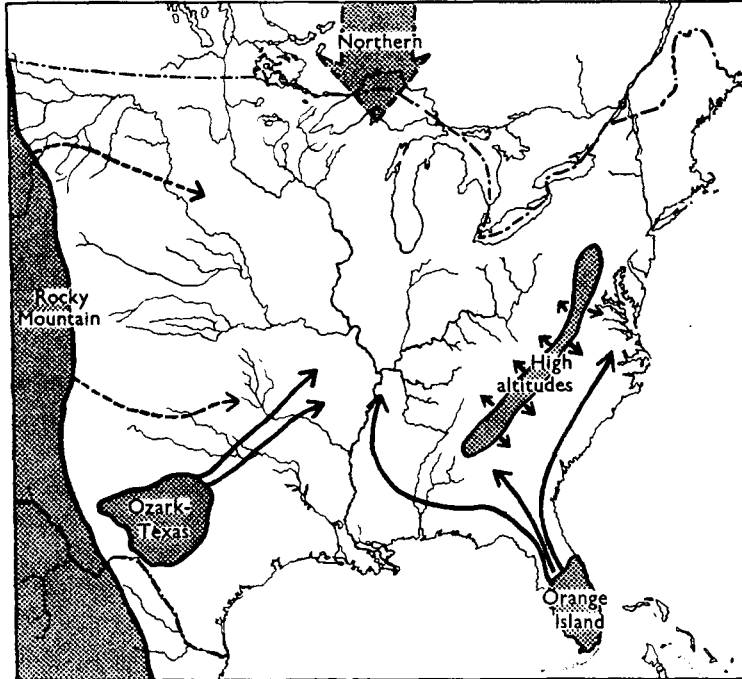 Northern
Rocky
Mountain
High
altitudes
Ozark-
Texas
Orange
Island